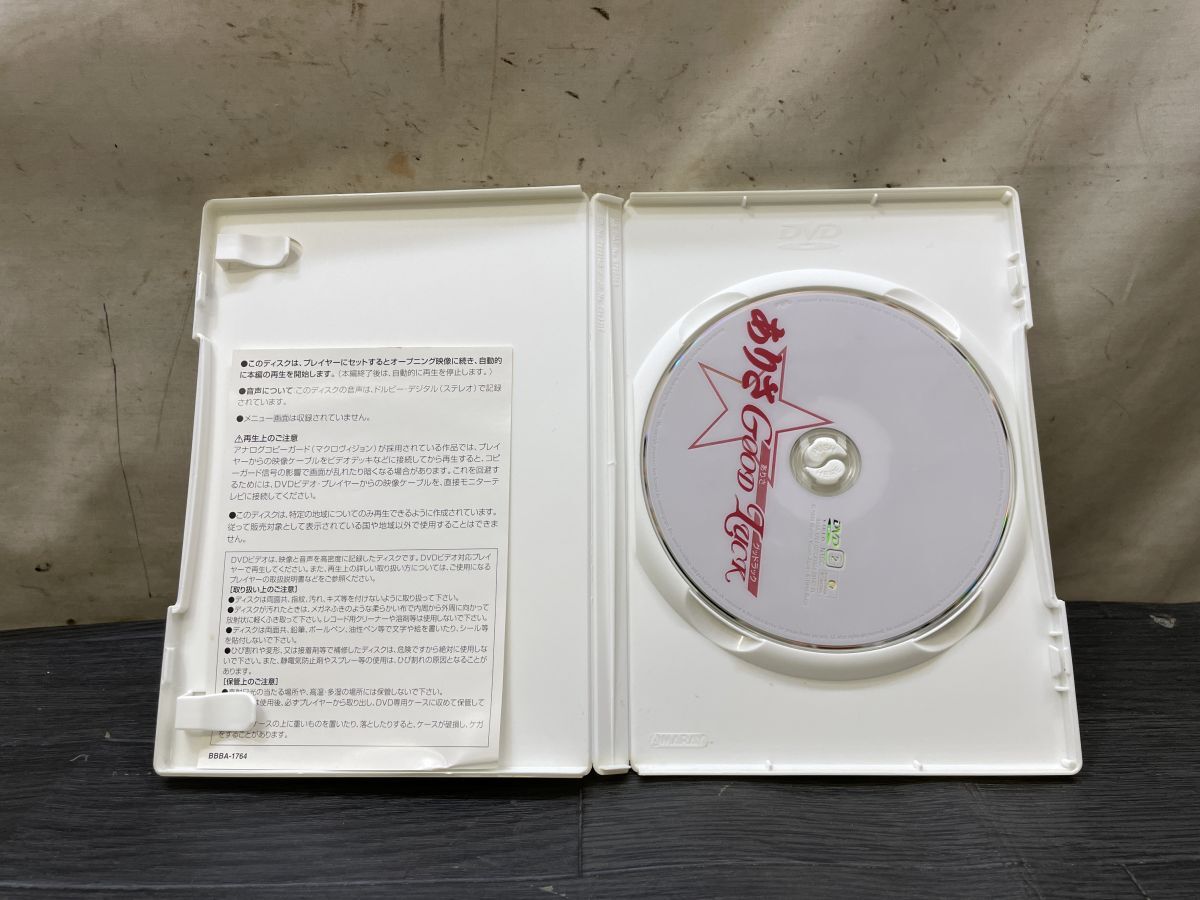 ●このディスクは、プレイヤーにセットするとオープニング映像に続き、自動的
に本編の再生を開始します。(本編終了後は、自動的に再生を停止します。)
●音声について:このディスクの音声は、ドルビー・デジタル(ステレオ)で記録
されています。
●メニュー画面は収録されていません。
⚠再生上のご注意
アナログコピーガード(マクロヴィジョン)が採用されている作品では、プレイ
ヤーからの映像ケーブルをビデオデッキなどに接続してから再生すると、コピ
ーガード信号の影響で画面が乱れたり暗くなる場合があります。これを回避す
るためには、DVDビデオ・プレイヤーからの映像ケーブルを、直接モニターテ
レビに接続してください。
●このディスクは、特定の地域についてのみ再生できるように作成されています。
従って販売対象として表示されている国や地域以外で使用することはできま
せん。
DVDビデオは、映像と音声を高密度に記録したディスクです。DVDビデオ対応プレイ
ヤーで再生してください。また、再生上の詳しい取り扱い方については、ご使用になる
プレイヤーの取扱説明書などをご参照ください。
[取り扱い上のご注意]
●ディスクは両面共、指紋、汚れ、キズ等を付けないように取り扱って下さい。
●ディスクが汚れたときは、メガネふきのような柔らかい布で内周から外周に向かって
放射状に軽くふき取って下さい。レコード用クリーナーや溶剤等は使用しないで下さい。
●ディスクは両面共、鉛筆、ボールペン、油性ペン等で文字や絵を書いたり、シール等
を貼付しないで下さい。
●ひび割れや変形、又は接着剤等で補修したディスクは、危険ですから絶対に使用しな
いで下さい。また、静電気防止剤やスプレー等の使用は、ひび割れの原因となることが
あります。
[保管上のご注意]
●直射日光の当たる場所や、高温・多湿の場所には保管しないで下さい。
は使用後、必ずプレイヤーから取り出し、DVD専用ケースに収めて保管して
ケースの上に重いものを置いたり、落としたりすると、ケースが破損し、ケガ
をすることがあります。
BBBA-1764
DVD
ありさ
GOOD LUCK
ありさ
グッドラック
DVD
2
AMARAY